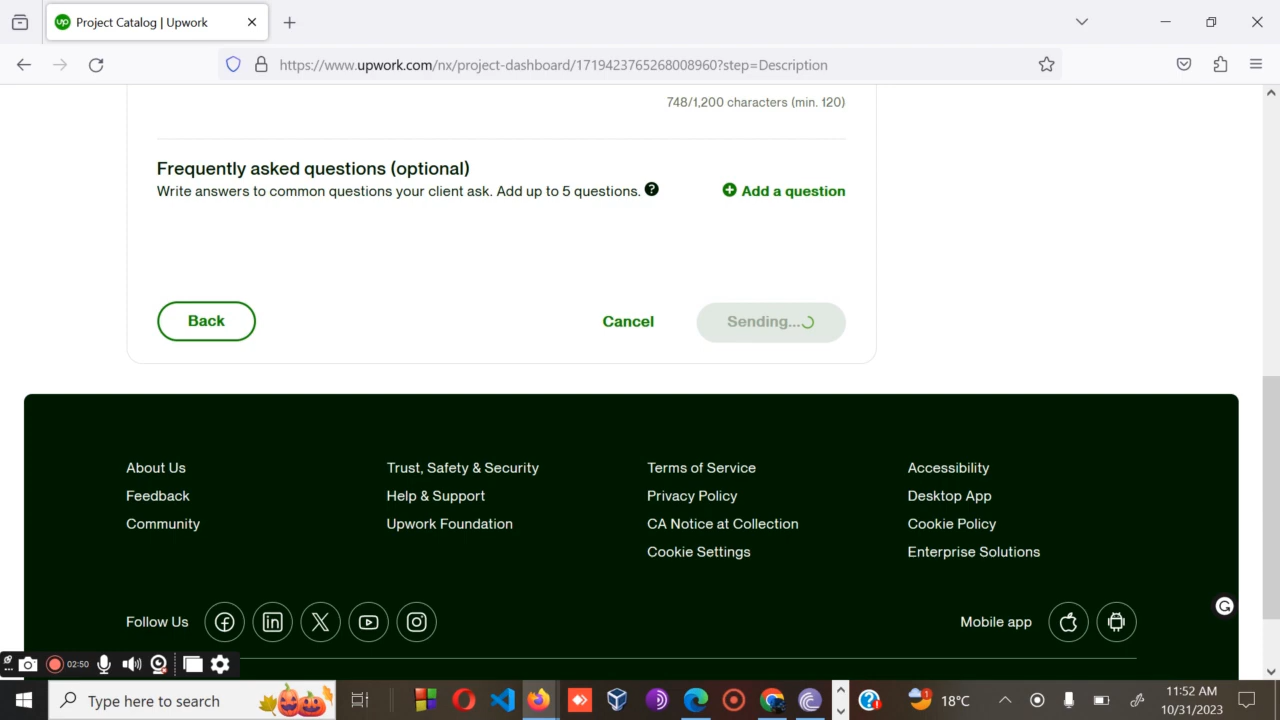 up Project Catalog | Upwork
https://www.upwork.com/nx/project-dashboard/1719423765268008960?step=Description
748/1,200 characters (min. 120)
Frequently asked questions (optional)
Write answers to common questions your client ask. Add up to 5 questions. ?
Add a question
Back
Cancel
Sending...
About Us
Trust, Safety & Security
Terms of Service
Accessibility
Feedback
Help & Support
Privacy Policy
Desktop App
Community
Upwork Foundation
CA Notice at Collection
Cookie Policy
Cookie Settings
Enterprise Solutions
Follow Us
Mobile app
02:50
Type here to search
1
18°C
11:52 AM
10/31/2023